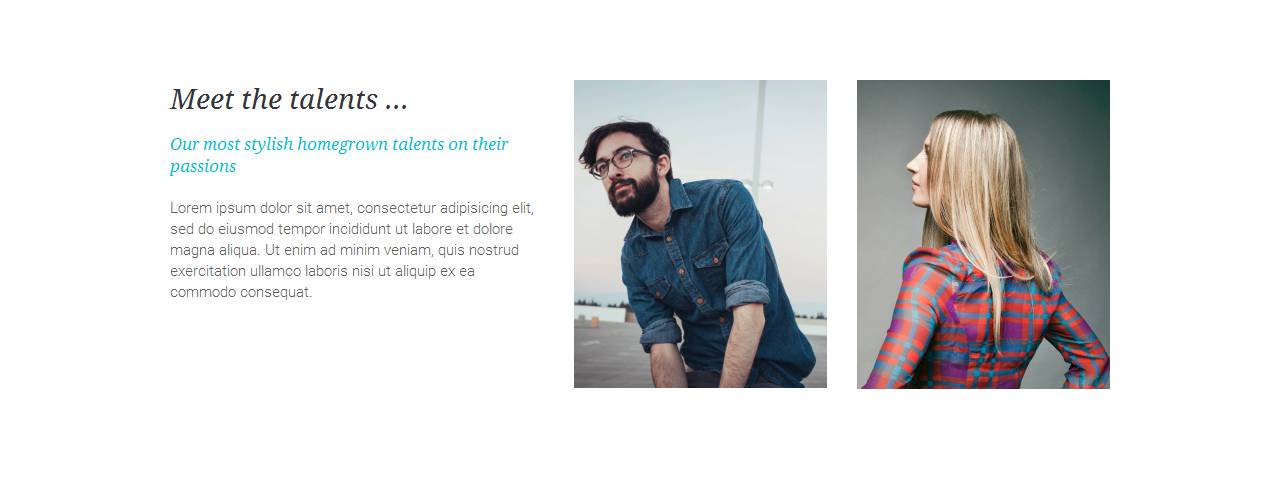 Meet the talents ...
Our most stylish homegrown talents on their
passions
Lorem ipsum dolor sit amet, consectetur adipisicing elit,
sed do eiusmod tempor incididunt ut labore et dolore
magna aliqua. Ut enim ad minim veniam, quis nostrud
exercitation ullamco laboris nisi ut aliquip ex ea
commodo consequat.